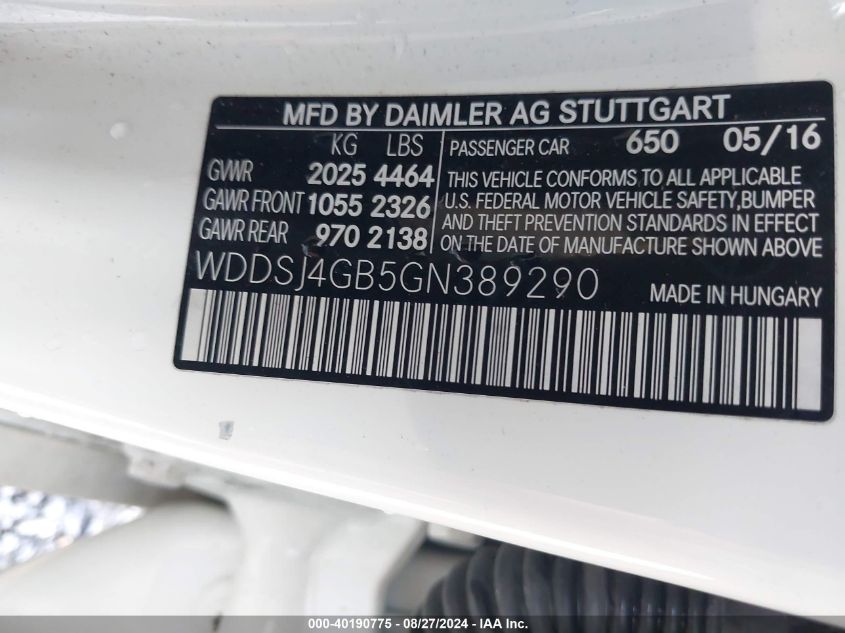 MFD BY DAIMLER AG STUTTGART
KG LBS
GVWR 2025 4464
GAWR FRONT 1055 2326
GAWR REAR 970 2138
PASSENGER CAR 650 05/16
THIS VEHICLE CONFORMS TO ALL APPLICABLE
U.S. FEDERAL MOTOR VEHICLE SAFETY,BUMPER
AND THEFT PREVENTION STANDARDS IN EFFECT
ON THE DATE OF MANUFACTURE SHOWN ABOVE
WDDSJ4GB5GN389290 MADE IN HUNGARY
000-40190775 - 08/27/2024 - IAAI.com